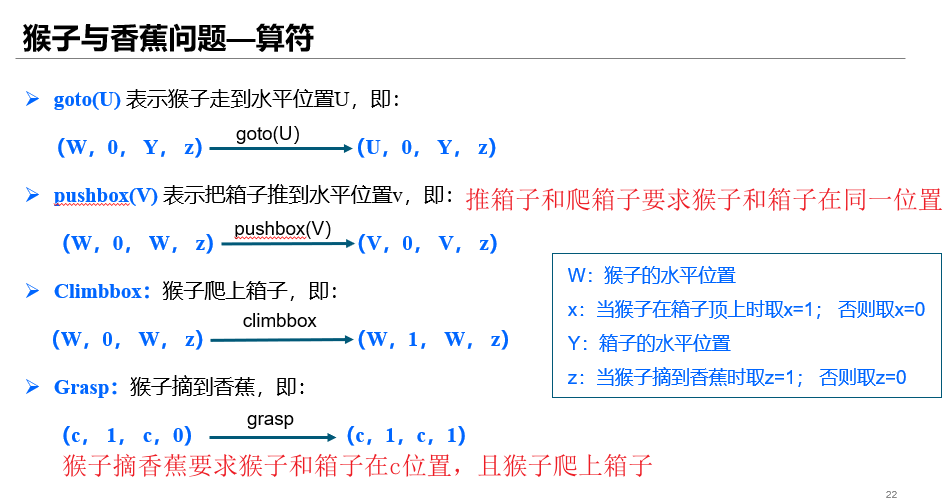 猴子与香蕉问题—算符
➢ goto(U) 表示猴子走到水平位置U，即：
goto(U)
（W，0， Y， z） （U，0， Y， z）
➢ pushbox(V) 表示把箱子推到水平位置v，即： 推箱子和爬箱子要求猴子和箱子在同一位置
pushbox(V)
（W，0， W， z） （V，0， V， z）
W：猴子的水平位置
➢ Climbbox：猴子爬上箱子，即：
x：当猴子在箱子顶上时取x=1； 否则取x=0
climbbox
（W，0， W， z） （W，1， W， z）
Y：箱子的水平位置
z：当猴子摘到香蕉时取z=1； 否则取z=0
➢ Grasp：猴子摘到香蕉，即：
grasp
（c， 1， c，0） （c，1，c，1）
猴子摘香蕉要求猴子和箱子在c位置，且猴子爬上箱子
22